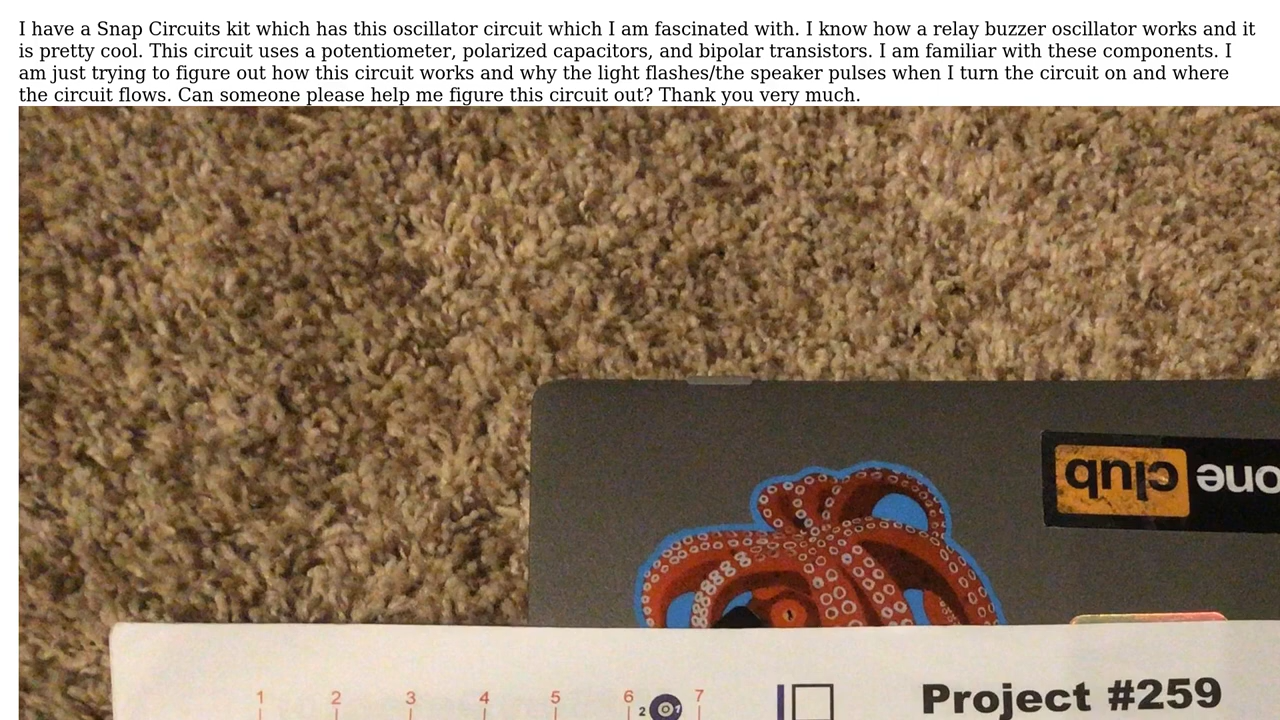 I have a Snap Circuits kit which has this oscillator circuit which I am fascinated with. I know how a relay buzzer oscillator works and it
is pretty cool. This circuit uses a potentiometer, polarized capacitors, and bipolar transistors. I am familiar with these components. I
am just trying to figure out how this circuit works and why the light flashes/the speaker pulses when I turn the circuit on and where
the circuit flows. Can someone please help me figure this circuit out? Thank you very much.
club one
1 2 3 4 5 6 7
2 1
Project #259